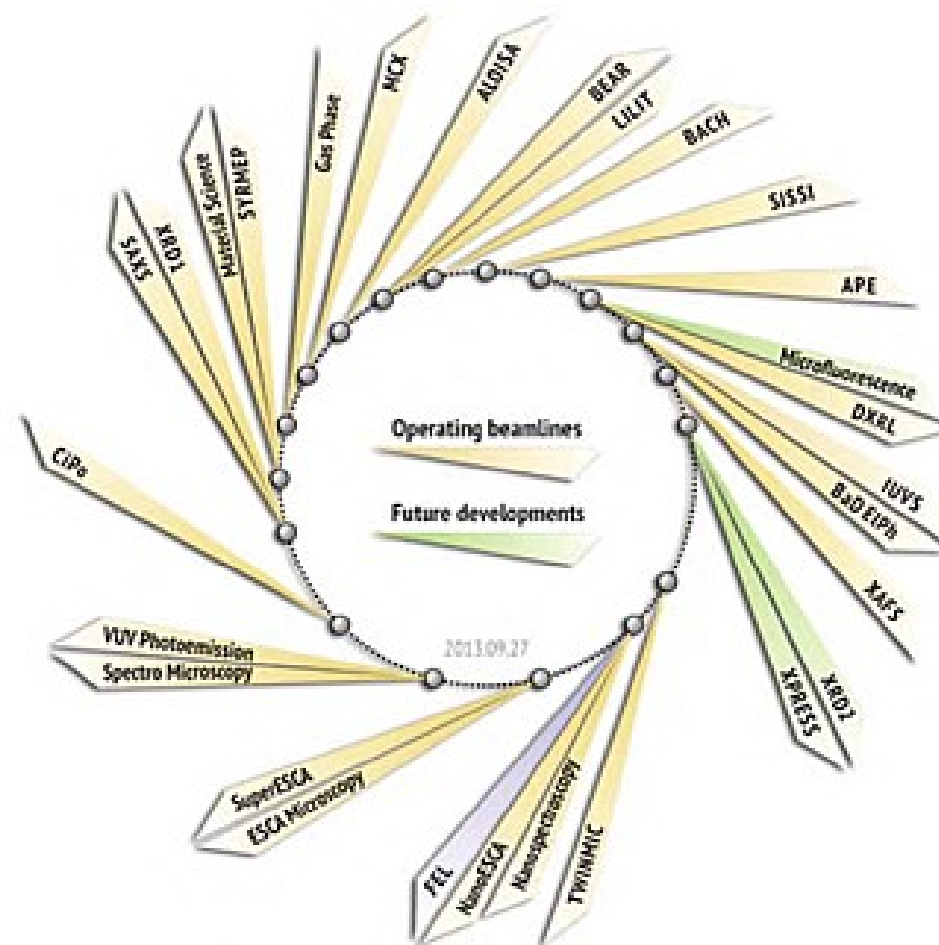 MCX
ALOISA
BEAR
LILIT
BACH
SISSI
APE
Microfluorescence
DXRL
IUVS
BaD ElPh
XAFS
XRD2
XPRESS
TWINMIC
Nanospectroscopy
NanoESCA
FEL
ESCA Microscopy
SuperESCA
Spectro Microscopy
VUV Photoemission
CiPo
SAXS
XRD1
Material Science
SYRMEP
Gas Phase
Operating beamlines
Future developments
2013.09.27